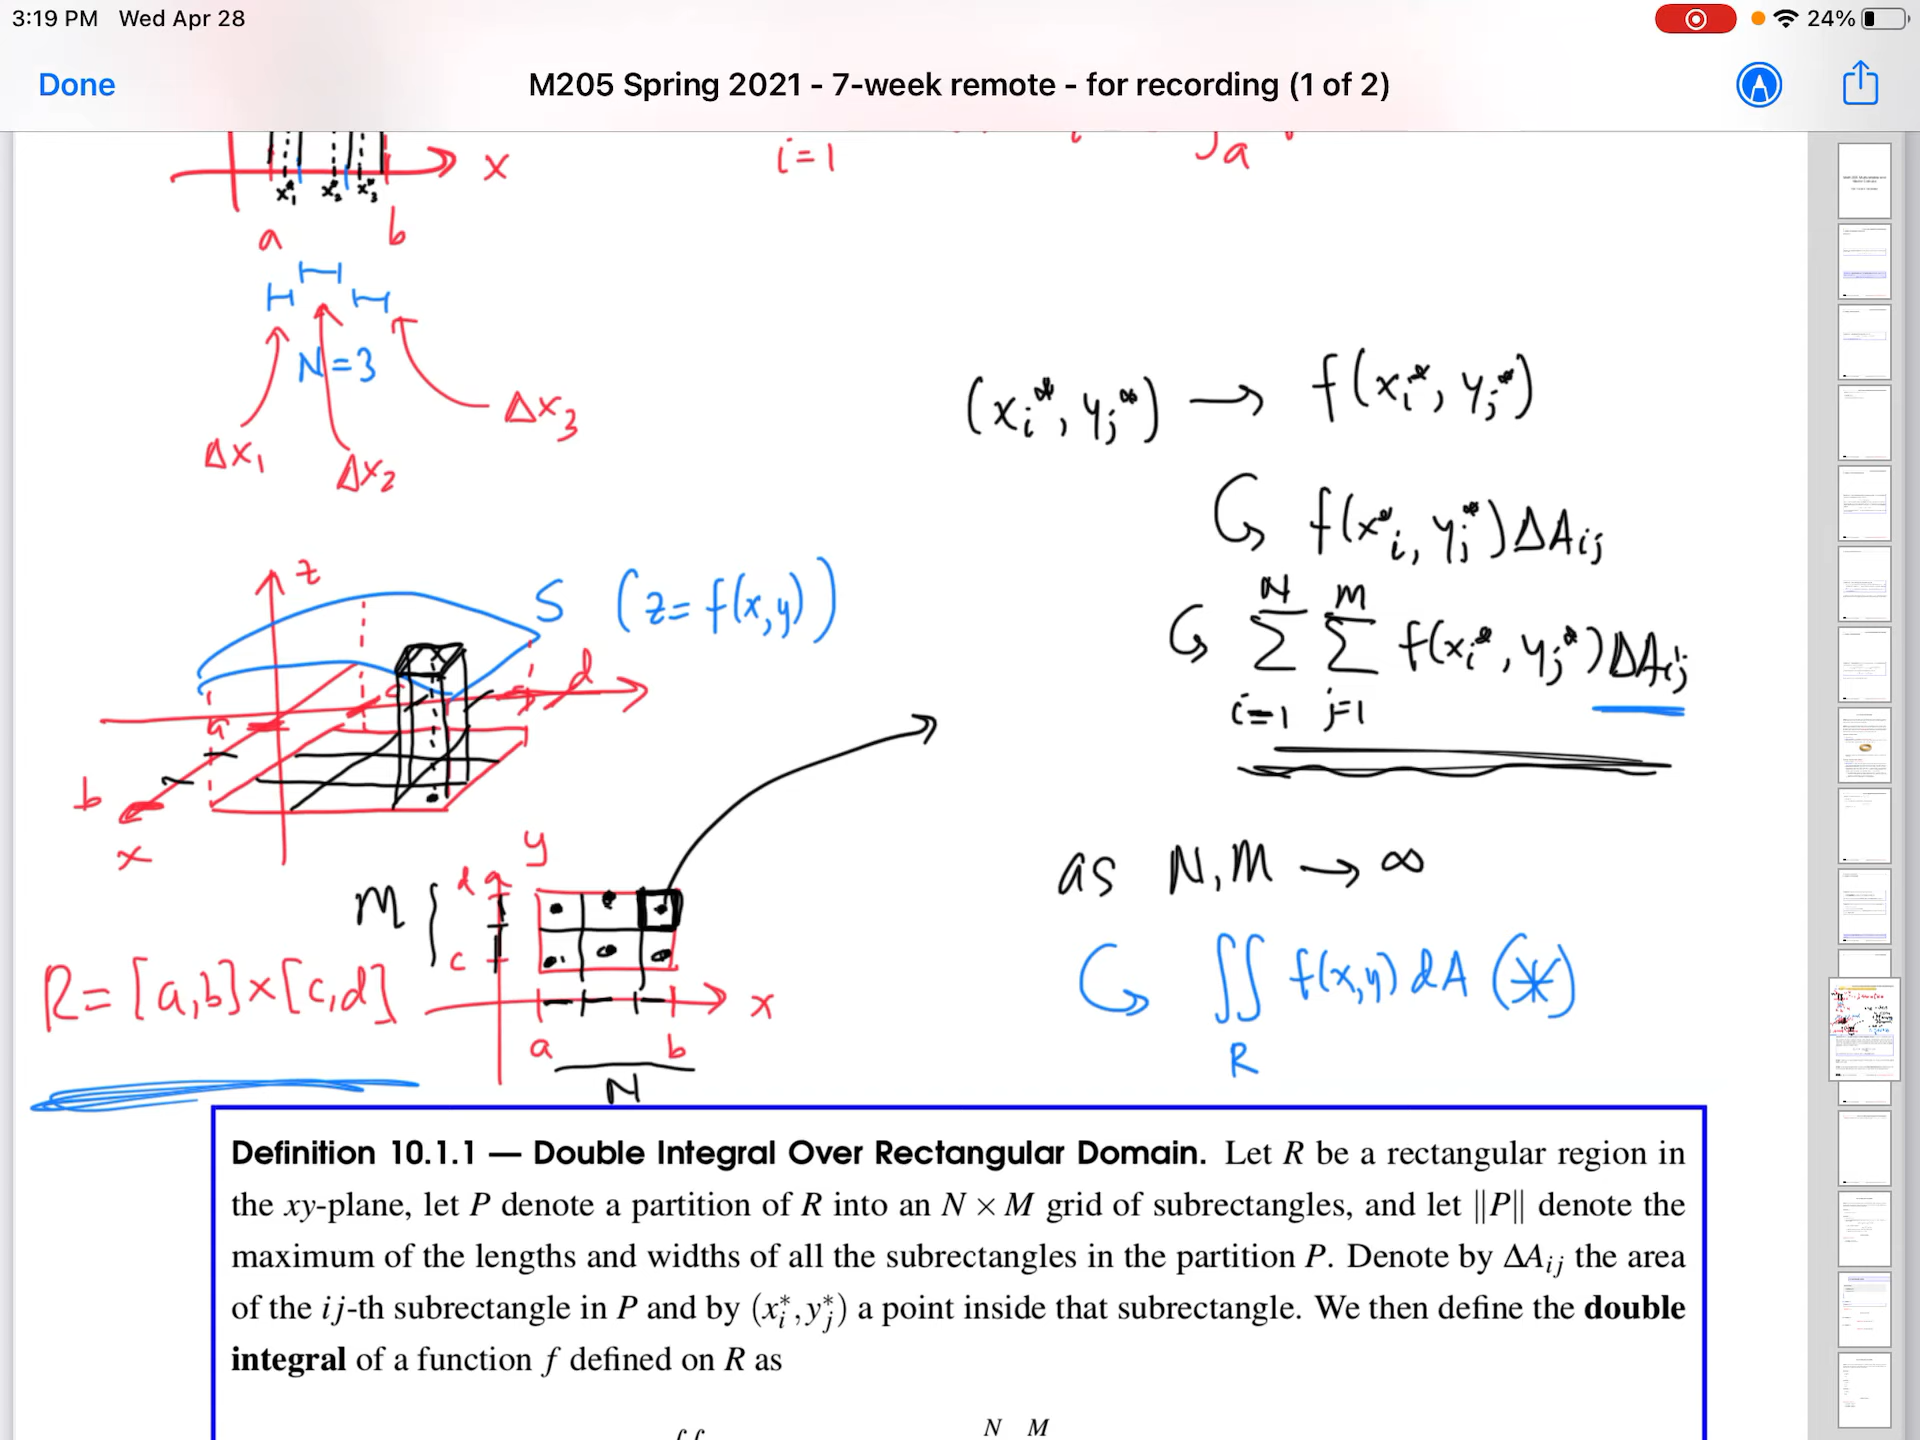 3:19 PM Wed Apr 28
24%
Done
M205 Spring 2021 - 7-week remote - for recording (1 of 2)
x
i=1
∫a
x₁* x₂* x₃*
a b
N=3
Δx₁ Δx₂ Δx₃
(xᵢ*, yⱼ*) → f(xᵢ*, yⱼ*)
↪ f(xᵢ*, yⱼ*)ΔAᵢⱼ
z
S (z=f(x,y))
N M
↪ Σ Σ f(xᵢ*, yⱼ*)ΔAᵢⱼ
i=1 j=1
a c d
b
x
y
M { d
c
as N,M → ∞
R=[a,b]×[c,d]
x
a b
N
↪ ∬ f(x,y) dA (*)
R
Definition 10.1.1 — Double Integral Over Rectangular Domain. Let R be a rectangular region in
the xy-plane, let P denote a partition of R into an N × M grid of subrectangles, and let ||P|| denote the
maximum of the lengths and widths of all the subrectangles in the partition P. Denote by ΔAᵢⱼ the area
of the ij-th subrectangle in P and by (xᵢ*, yⱼ*) a point inside that subrectangle. We then define the double
integral of a function f defined on R as
N M